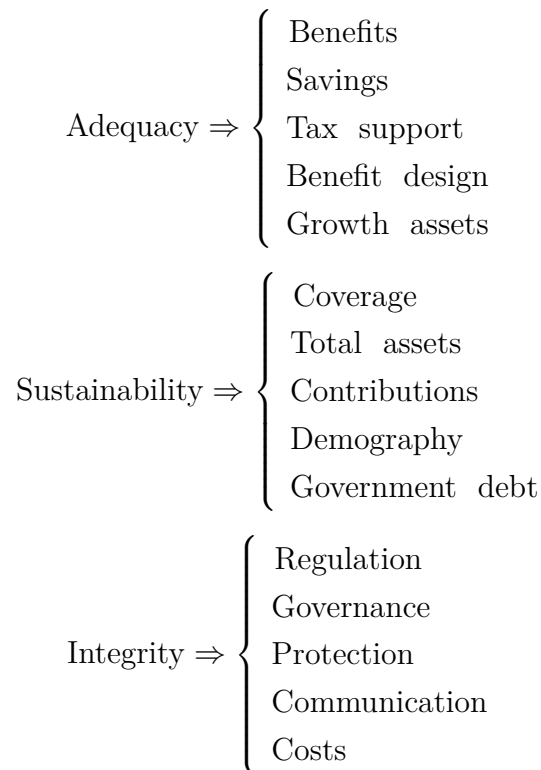 Adequacy ⇒
Benefits
Savings
Tax support
Benefit design
Growth assets
Sustainability ⇒
Coverage
Total assets
Contributions
Demography
Government debt
Integrity ⇒
Regulation
Governance
Protection
Communication
Costs